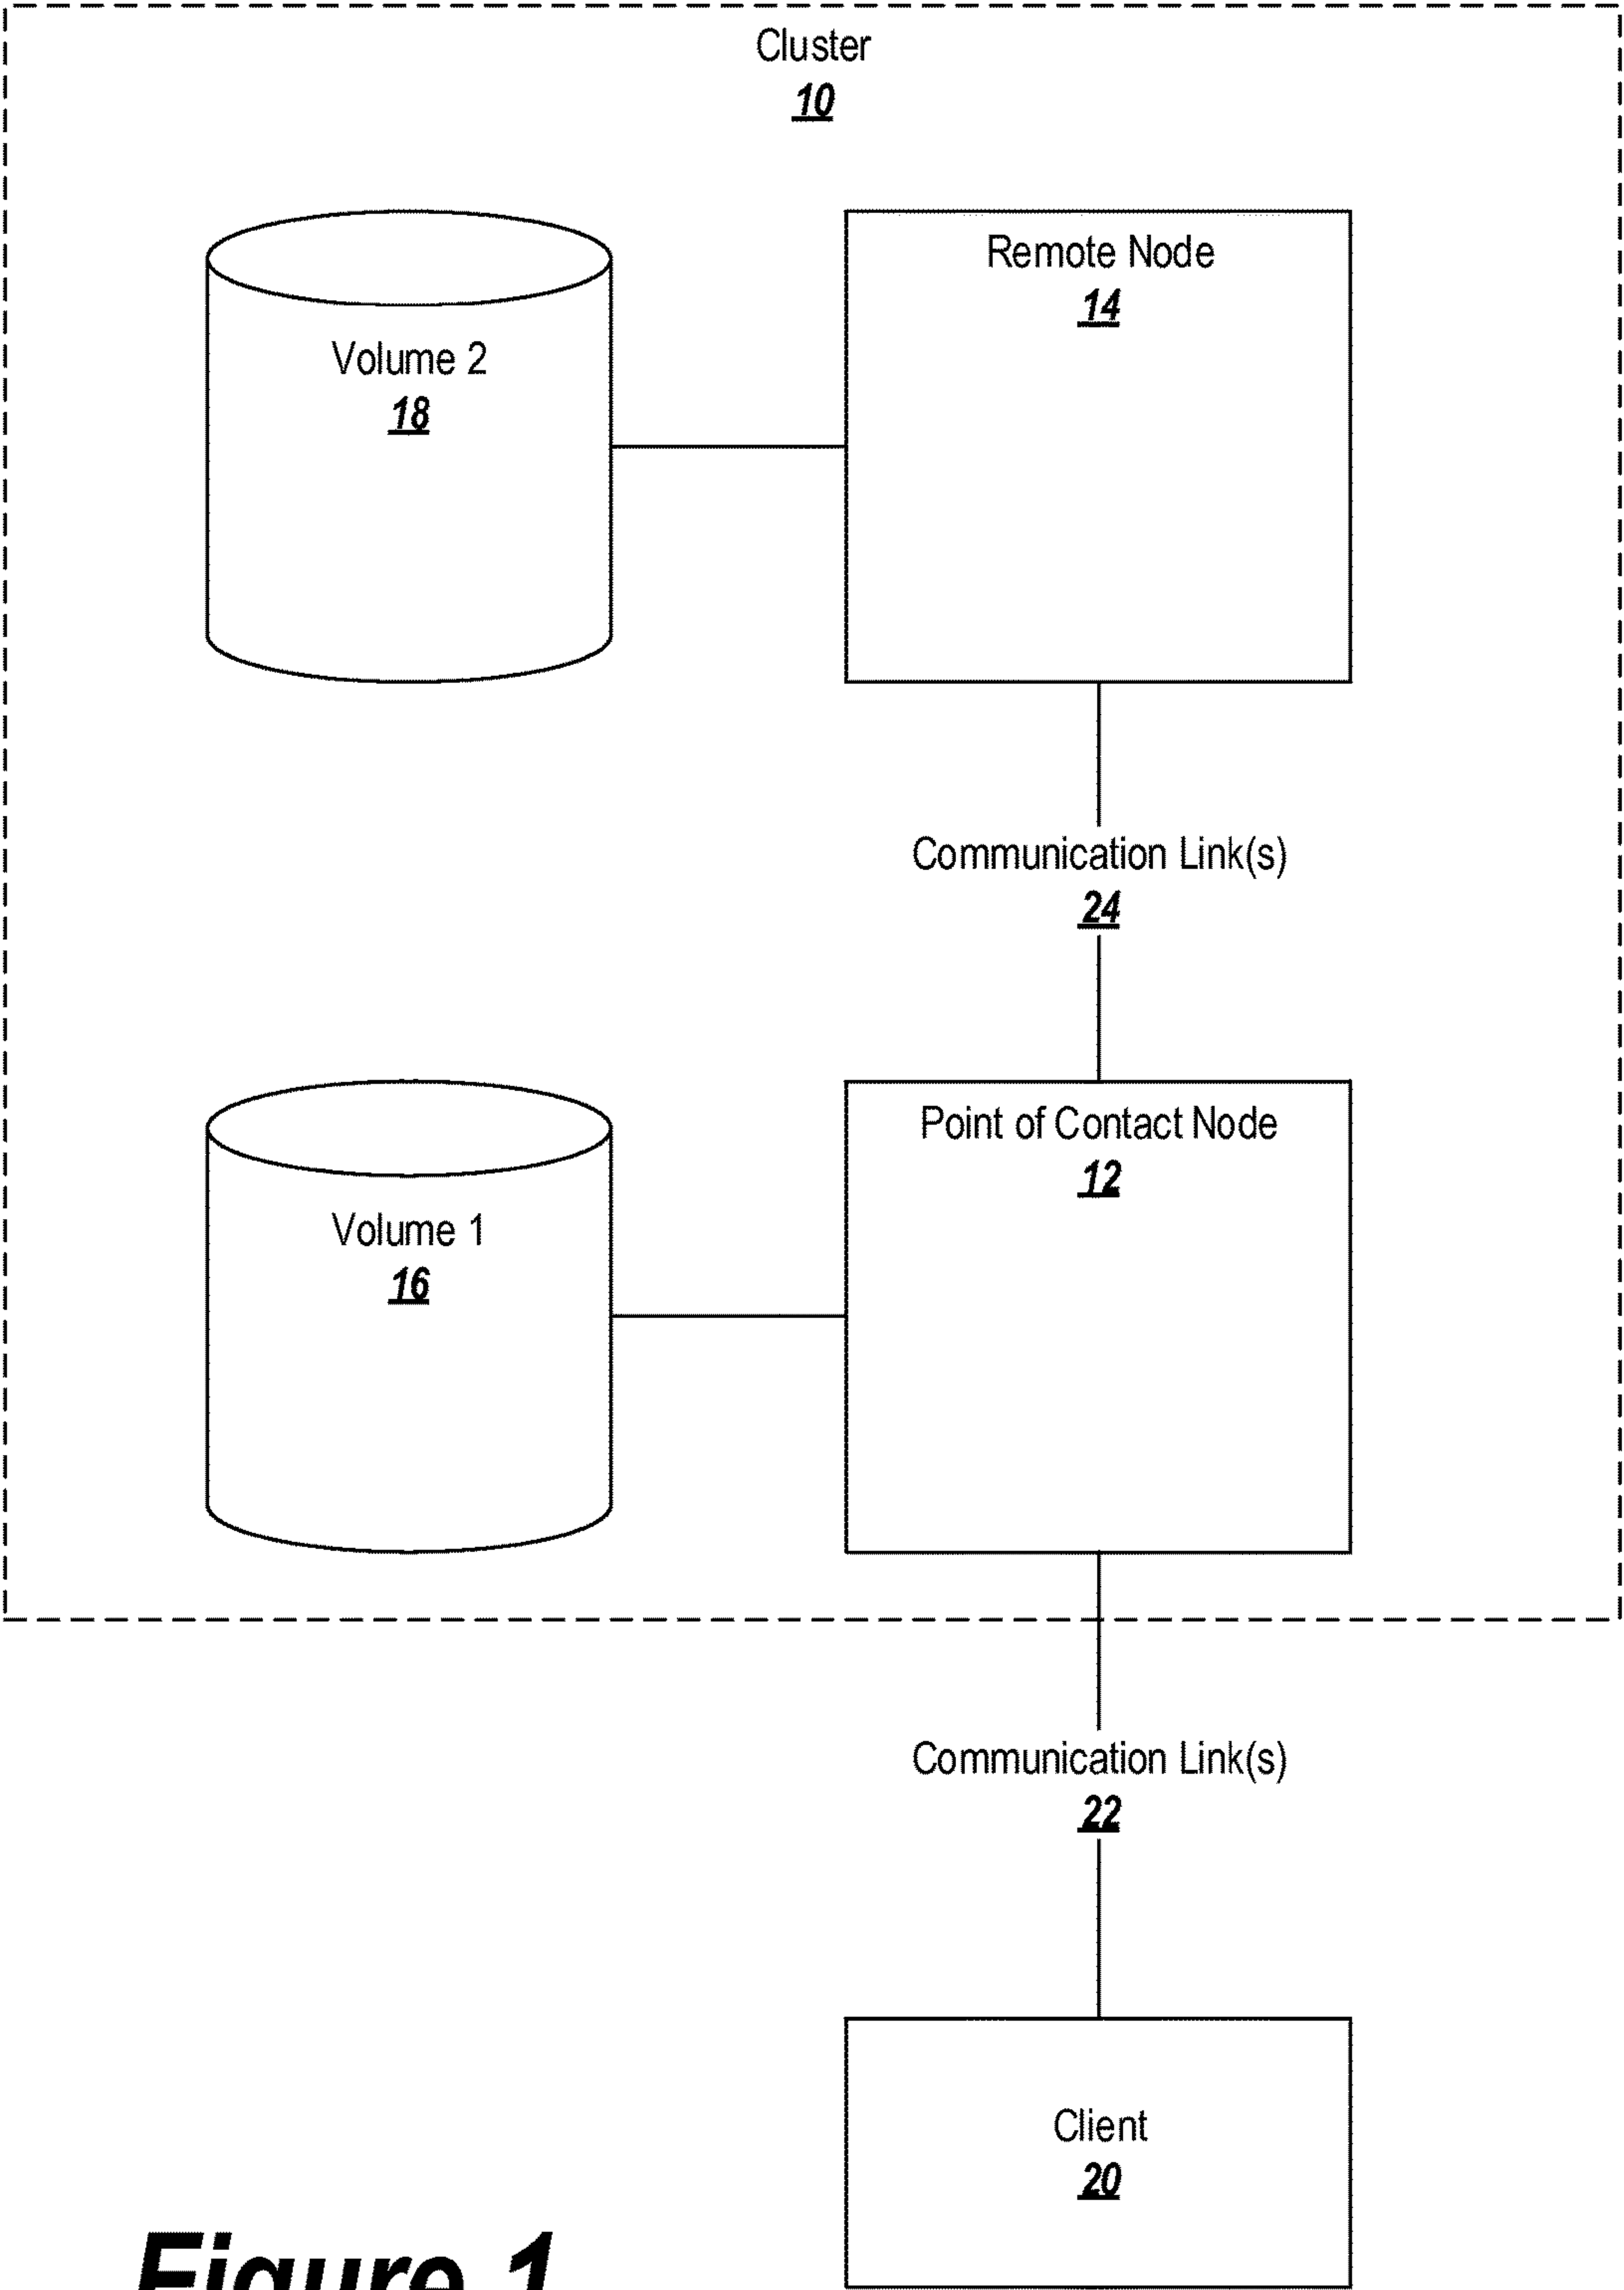 Cluster
10
Remote Node
14
Volume 2
18
Communication Link(s)
24
Point of Contact Node
12
Volume 1
16
Communication Link(s)
22
Client
20
Figure 1